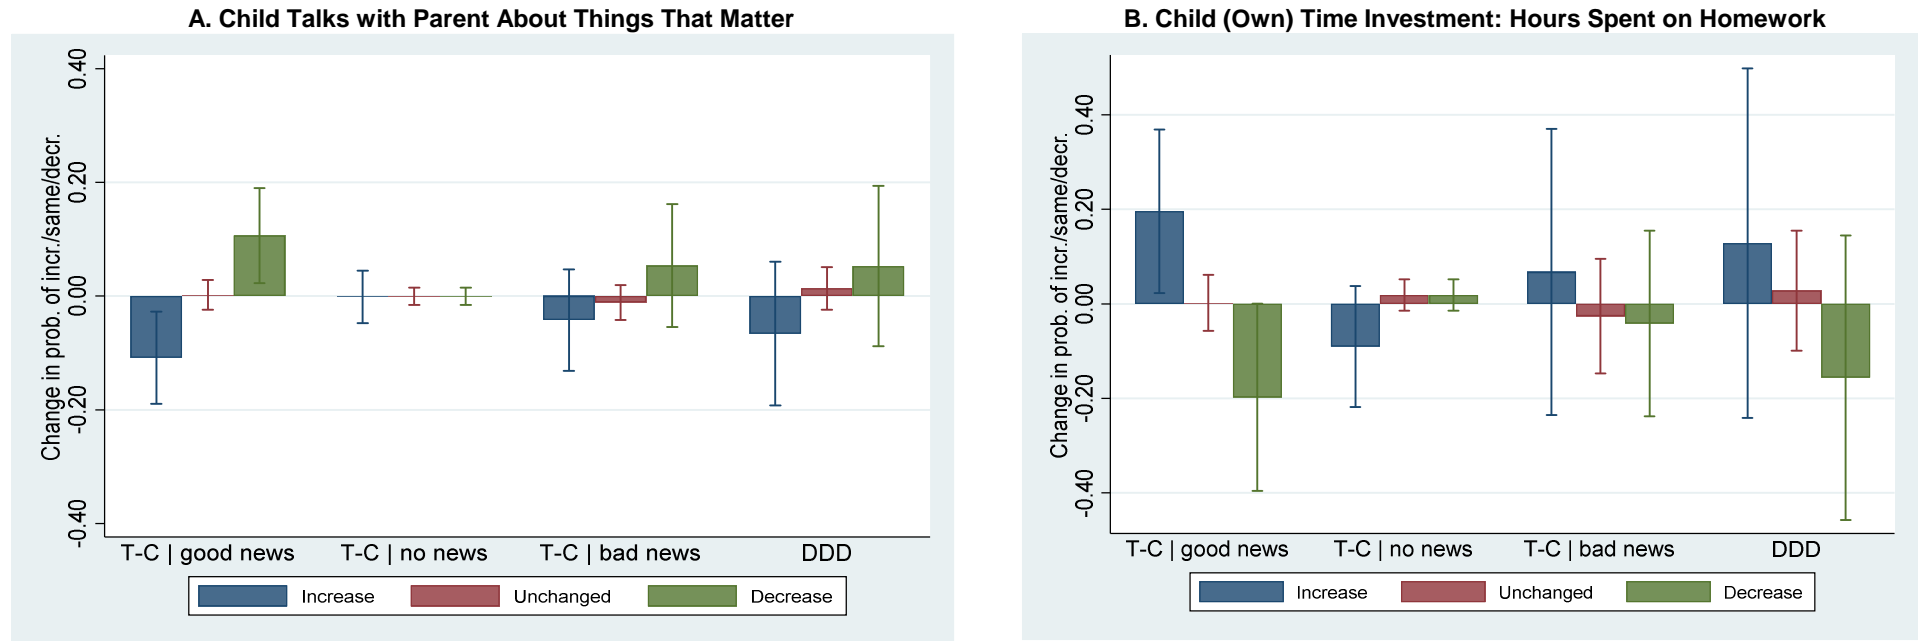 A. Child Talks with Parent About Things That Matter
Change in prob. of incr./same/decr.
0.40
0.20
0.00
-0.20
-0.40
T-C | good news
T-C | no news
T-C | bad news
DDD
Increase
Unchanged
Decrease
B. Child (Own) Time Investment: Hours Spent on Homework
Change in prob. of incr./same/decr.
0.40
0.20
0.00
-0.20
-0.40
T-C | good news
T-C | no news
T-C | bad news
DDD
Increase
Unchanged
Decrease